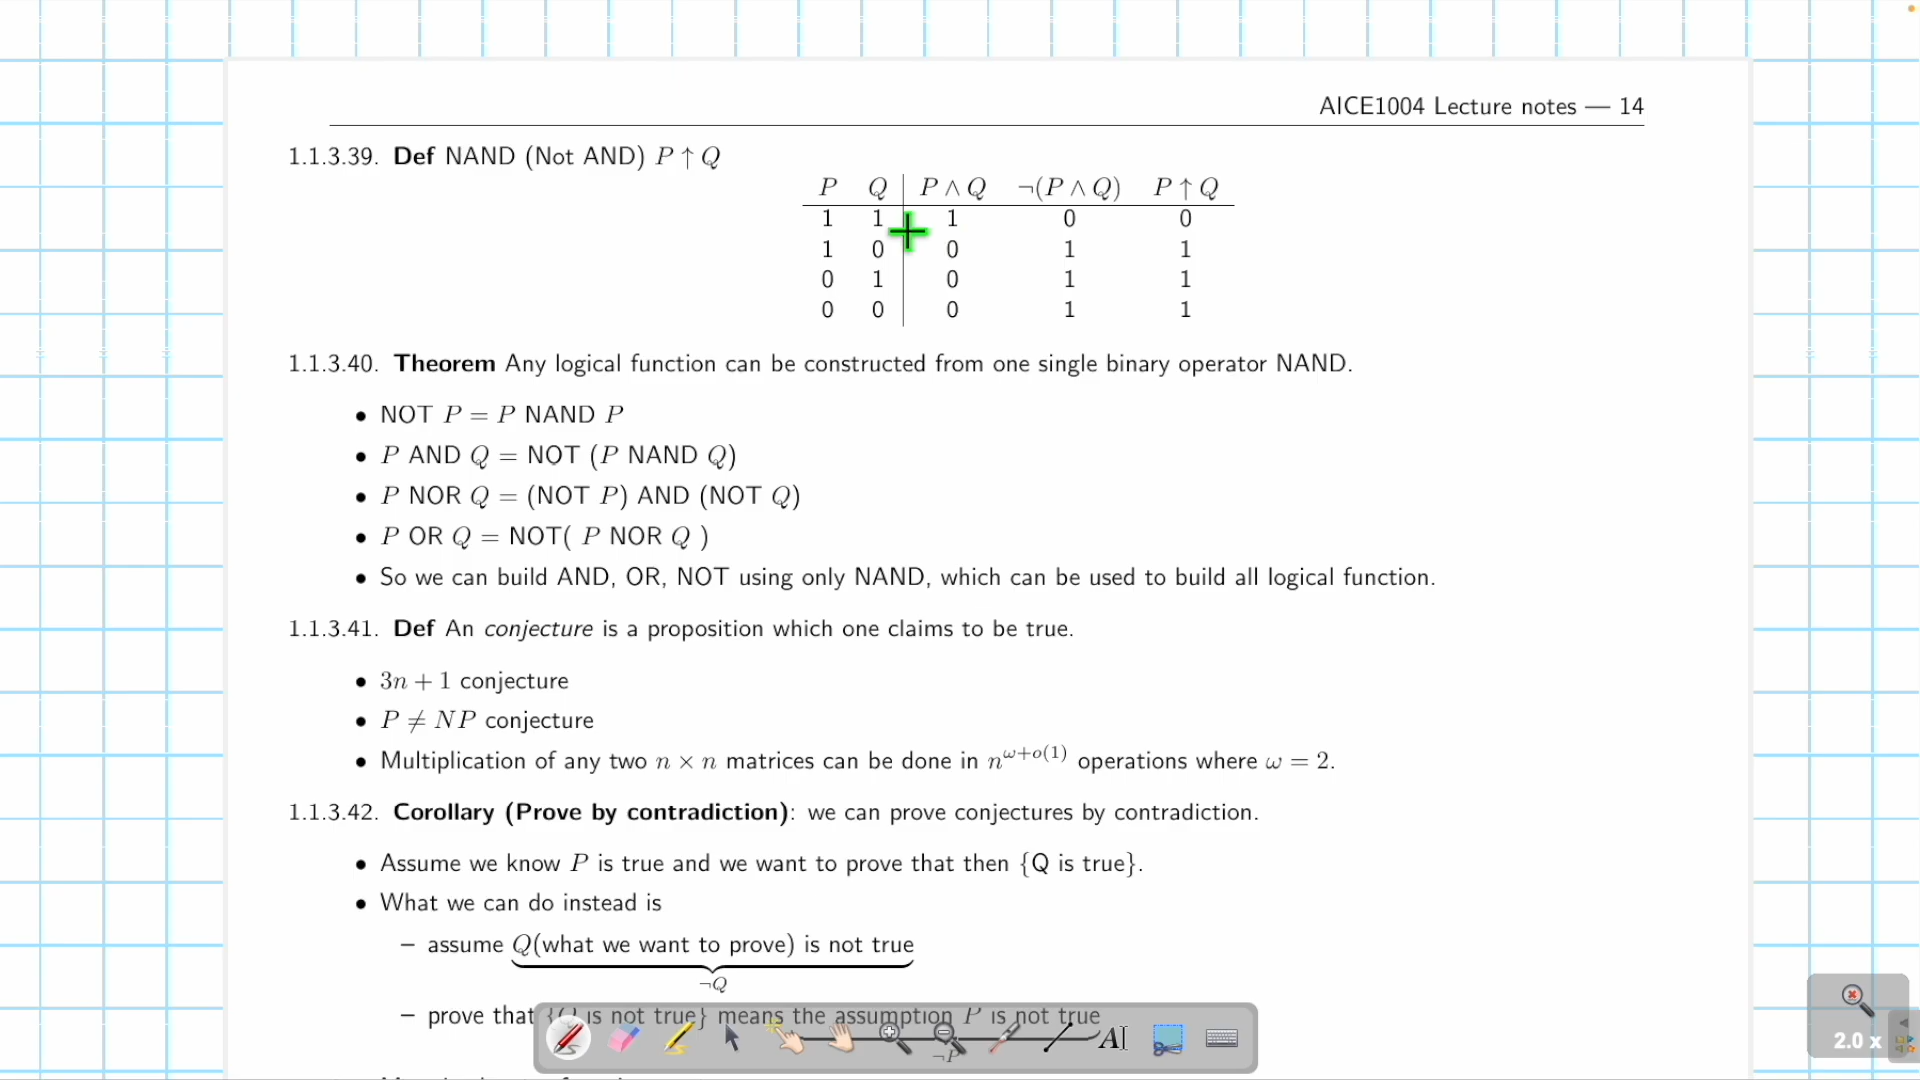 AICE1004 Lecture notes — 14
1.1.3.39. Def NAND (Not AND) P ↑ Q
P Q P ∧ Q ¬(P ∧ Q) P ↑ Q
1 1 1 0 0
1 0 0 1 1
0 1 0 1 1
0 0 0 1 1
1.1.3.40. Theorem Any logical function can be constructed from one single binary operator NAND.
• NOT P = P NAND P
• P AND Q = NOT (P NAND Q)
• P NOR Q = (NOT P) AND (NOT Q)
• P OR Q = NOT( P NOR Q )
• So we can build AND, OR, NOT using only NAND, which can be used to build all logical function.
1.1.3.41. Def An conjecture is a proposition which one claims to be true.
• 3n + 1 conjecture
• P ≠ NP conjecture
• Multiplication of any two n × n matrices can be done in n^{ω+o(1)} operations where ω = 2.
1.1.3.42. Corollary (Prove by contradiction): we can prove conjectures by contradiction.
• Assume we know P is true and we want to prove that then {Q is true}.
• What we can do instead is
– assume Q(what we want to prove) is not true
¬Q
– prove that {Q is not true} means the assumption P is not true
¬P
AI
2.0 x